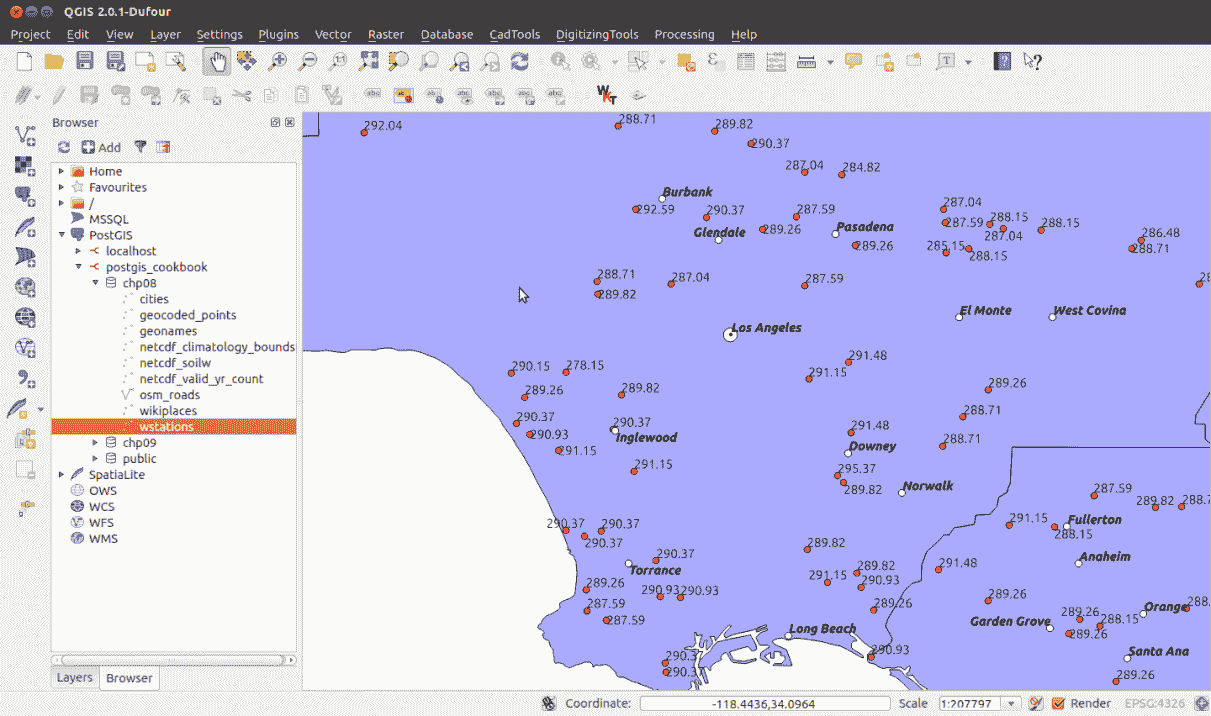 QGIS 2.0.1-Dufour
Project Edit View Layer Settings Plugins Vector Raster Database CadTools DigitizingTools Processing Help
Browser
Add
Home
Favourites
/
MSSQL
PostGIS
localhost
postgis_cookbook
chp08
cities
geocoded_points
geonames
netcdf_climatology_bounds
netcdf_soilw
netcdf_valid_yr_count
osm_roads
wikiplaces
wstations
chp09
public
SpatiaLite
OWS
WCS
WFS
WMS
Layers Browser
292.04
288.71
289.82
290.37
287.04
284.82
Burbank
292.59
290.37
287.59
287.04
Glendale
289.26
Pasadena
289.26
287.59
288.15
287.04
288.15
286.48
285.15
288.15
288.71
288.71
289.82
287.04
287.59
El Monte
West Covina
Los Angeles
290.15
278.15
291.48
291.15
289.26
289.82
289.26
290.37
290.93
290.37
Inglewood
291.15
288.71
291.48
288.71
Downey
291.15
295.37
289.82
Norwalk
287.59
289.82
288.7
290.37
290.37
290.37
291.15
Fullerton
288.15
289.82
290.37
Torrance
Anaheim
291.48
289.82
291.15
290.93
289.26
290.93
290.93
287.59
287.59
289.26
289.26
289.26
Orange
288.
Garden Grove
288.15
289.26
Long Beach
290.93
290.3
290.3
Santa Ana
289.26
Coordinate: -118.4436,34.0964 Scale 1:207797 Render EPSG:4326